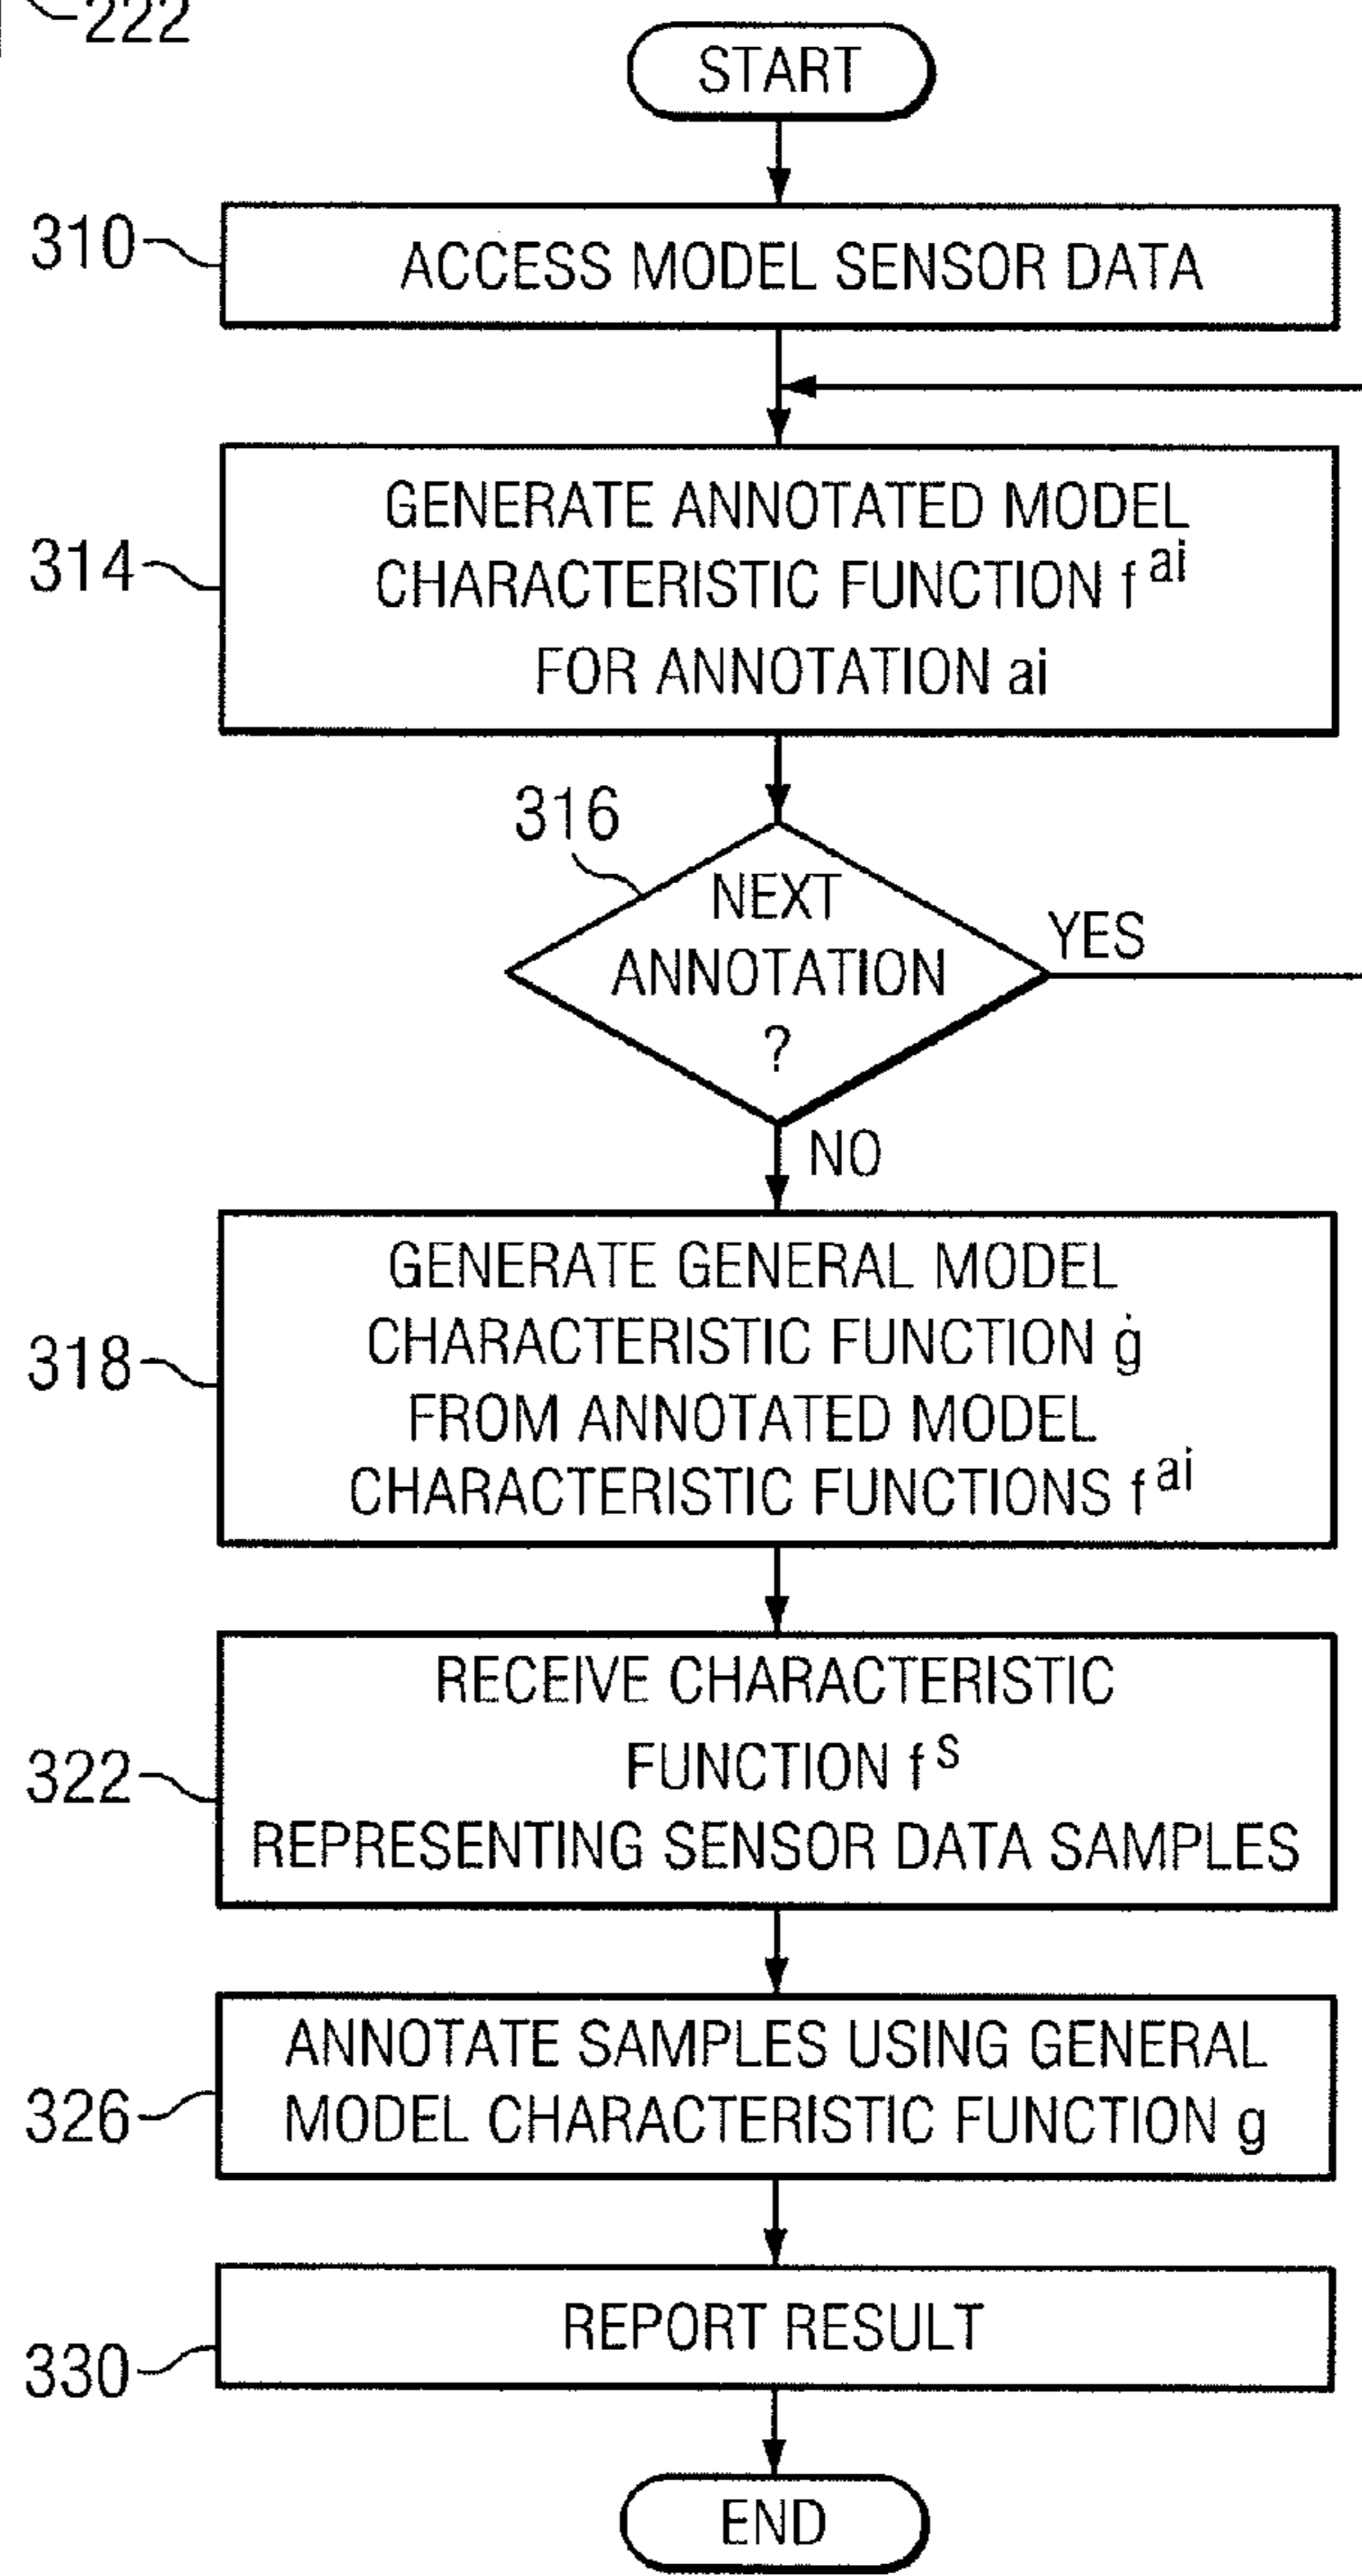 222
START
310
ACCESS MODEL SENSOR DATA
314
GENERATE ANNOTATED MODEL
CHARACTERISTIC FUNCTION f^ai
FOR ANNOTATION ai
316
NEXT
ANNOTATION
?
YES
NO
318
GENERATE GENERAL MODEL
CHARACTERISTIC FUNCTION g
FROM ANNOTATED MODEL
CHARACTERISTIC FUNCTIONS f^ai
322
RECEIVE CHARACTERISTIC
FUNCTION f^s
REPRESENTING SENSOR DATA SAMPLES
326
ANNOTATE SAMPLES USING GENERAL
MODEL CHARACTERISTIC FUNCTION g
330
REPORT RESULT
END